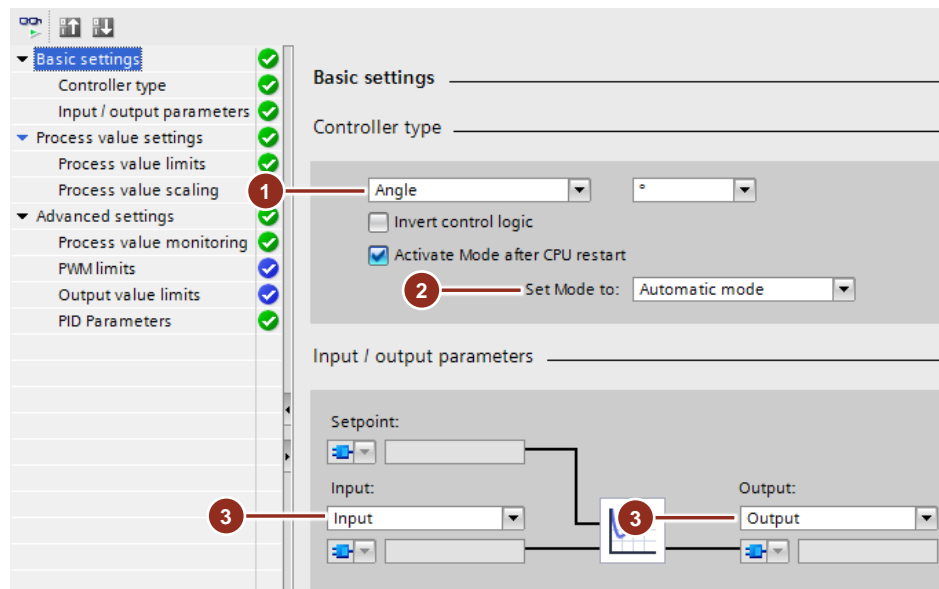 Basic settings
Controller type
Input / output parameters
Process value settings
Process value limits
Process value scaling
Advanced settings
Process value monitoring
PWM limits
Output value limits
PID Parameters
Basic settings
Controller type
1
Angle
°
Invert control logic
Activate Mode after CPU restart
2
Set Mode to:
Automatic mode
Input / output parameters
Setpoint:
Input:
Output:
3
Input
3
Output